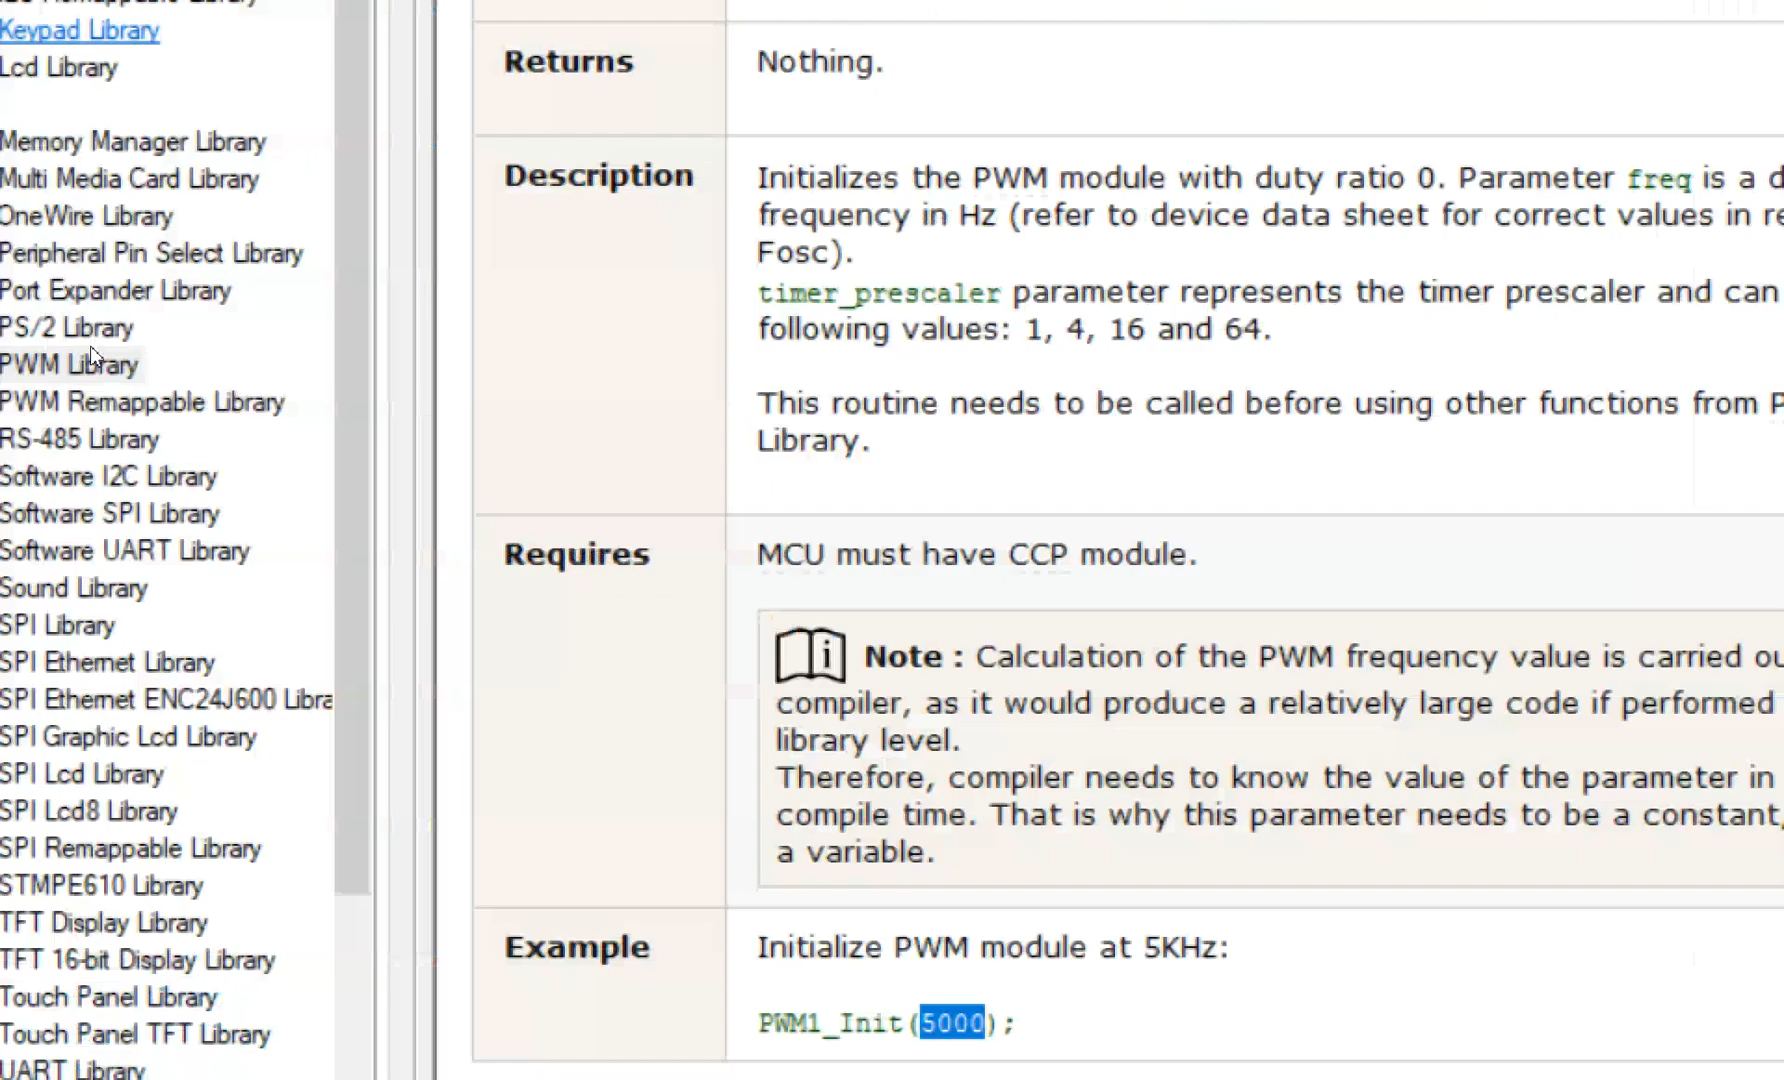 Keypad Library
Lcd Library
Memory Manager Library
Multi Media Card Library
OneWire Library
Peripheral Pin Select Library
Port Expander Library
PS/2 Library
PWM Library
PWM Remappable Library
RS-485 Library
Software I2C Library
Software SPI Library
Software UART Library
Sound Library
SPI Library
SPI Ethernet Library
SPI Ethernet ENC24J600 Libra
SPI Graphic Lcd Library
SPI Lcd Library
SPI Lcd8 Library
SPI Remappable Library
STMPE610 Library
TFT Display Library
TFT 16-bit Display Library
Touch Panel Library
Touch Panel TFT Library
UART Library
Returns
Nothing.
Description
Initializes the PWM module with duty ratio 0. Parameter freq is a d
frequency in Hz (refer to device data sheet for correct values in re
Fosc).
timer_prescaler parameter represents the timer prescaler and can
following values: 1, 4, 16 and 64.
This routine needs to be called before using other functions from P
Library.
Requires
MCU must have CCP module.
Note : Calculation of the PWM frequency value is carried ou
compiler, as it would produce a relatively large code if performed
library level.
Therefore, compiler needs to know the value of the parameter in
compile time. That is why this parameter needs to be a constant,
a variable.
Example
Initialize PWM module at 5KHz:
PWM1_Init(5000);